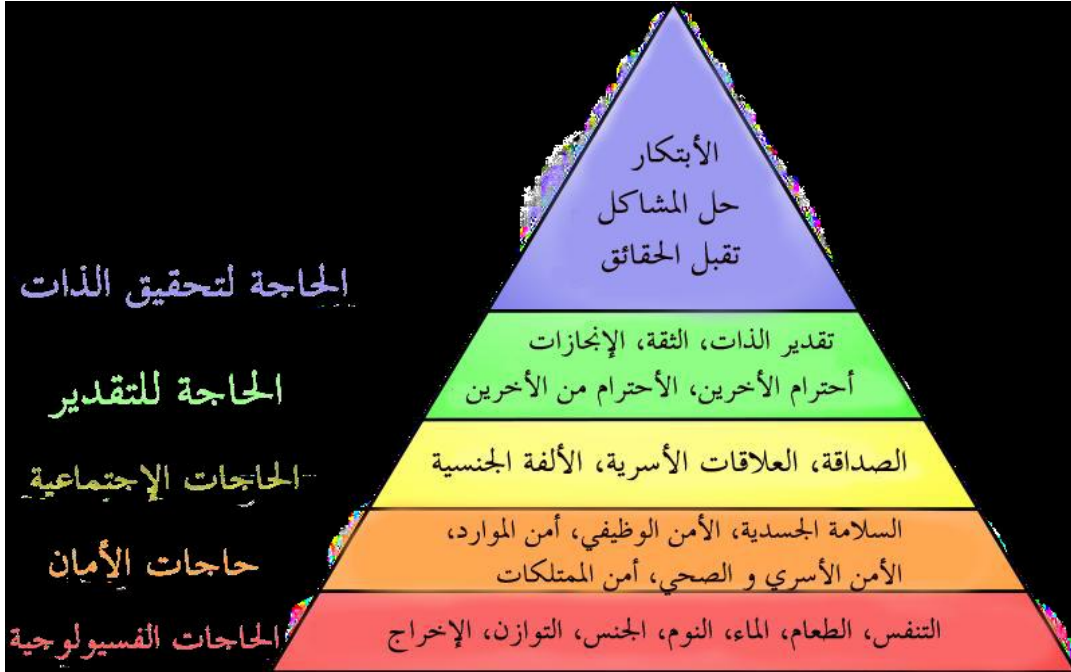 الأبتكار
حل المشاكل
تقبل الحقائق
الحاجة لتحقيق الذات
تقدير الذات، الثقة، الإنجازات
أحترام الأخرين، الأحترام من الأخرين
الحاجة للتقدير
الصداقة، العلاقات الأسرية، الألفة الجنسية
الحاجات الإجتماعية
السلامة الجسدية، الأمن الوظيفي، أمن الموارد،
الأمن الأسري و الصحي، أمن الممتلكات
حاجات الأمان
التنفس، الطعام، الماء، النوم، الجنس، التوازن، الإخراج
الحاجات الفسيولوجية